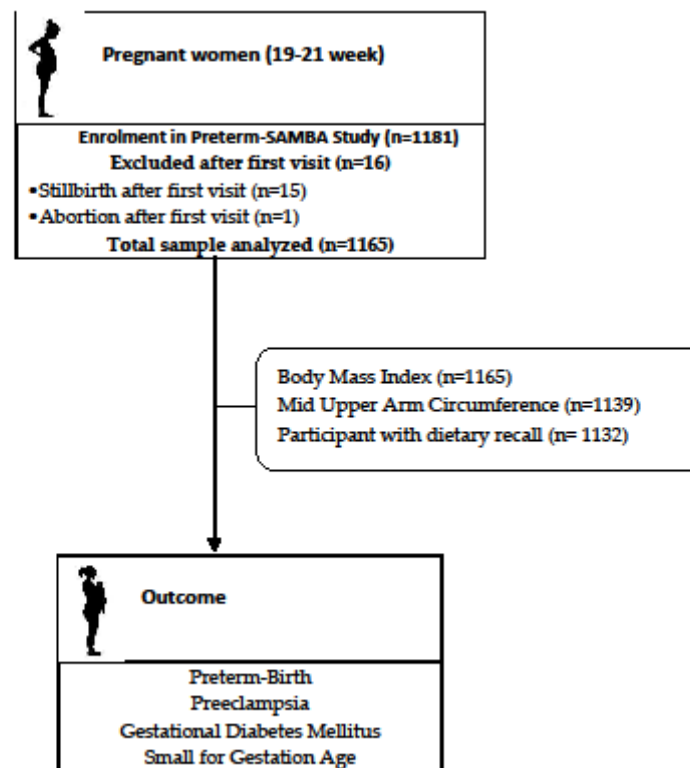 Pregnant women (19-21 week)
Enrolment in Preterm-SAMBA Study (n=1181)
Excluded after first visit (n=16)
•Stillbirth after first visit (n=15)
•Abortion after first visit (n=1)
Total sample analyzed (n=1165)
Body Mass Index (n=1165)
Mid Upper Arm Circumference (n=1139)
Participant with dietary recall (n= 1132)
Outcome
Preterm-Birth
Preeclampsia
Gestational Diabetes Mellitus
Small for Gestation Age